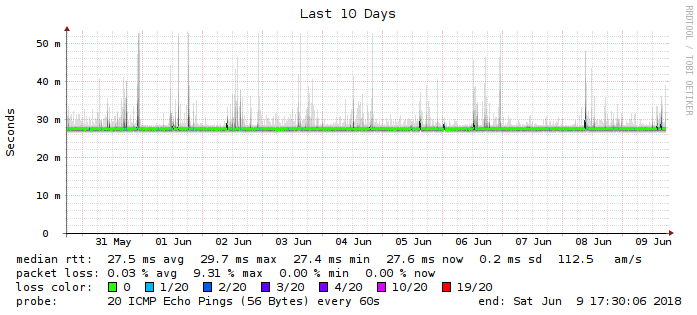 Last 10 Days
RRDTOOL / TOBI OETIKER
Seconds
50 m
40 m
30 m
20 m
10 m
0
31 May 01 Jun 02 Jun 03 Jun 04 Jun 05 Jun 06 Jun 07 Jun 08 Jun 09 Jun
median rtt: 27.5 ms avg 29.7 ms max 27.4 ms min 27.6 ms now 0.2 ms sd 112.5 am/s
packet loss: 0.03 % avg 9.31 % max 0.00 % min 0.00 % now
loss color: 0 1/20 2/20 3/20 4/20 10/20 19/20
probe: 20 ICMP Echo Pings (56 Bytes) every 60s end: Sat Jun 9 17:30:06 2018